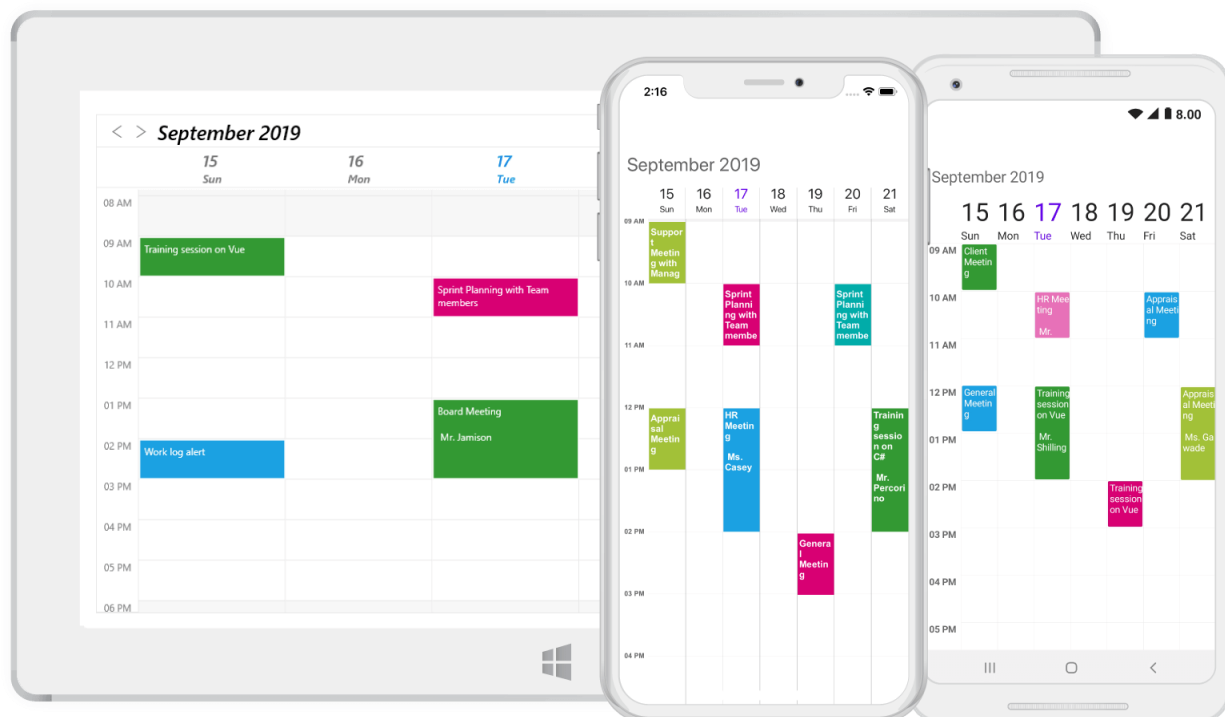 September 2019
15 16 17
Sun Mon Tue
08 AM
09 AM
Training session on Vue
10 AM
Sprint Planning with Team
members
11 AM
12 PM
01 PM
Board Meeting
Mr. Jamison
02 PM
Work log alert
03 PM
04 PM
05 PM
06 PM
2:16
September 2019
15 16 17 18 19 20 21
Sun Mon Tue Wed Thu Fri Sat
09 AM
Suppor
t
Meetin
g with
Manag
10 AM
Sprint
Planni
ng with
Team
membe
Sprint
Planni
ng with
Team
membe
11 AM
12 PM
Apprai
sal
Meetin
g
HR
Meetin
g
Ms.
Casey
Trainin
g
sessio
n on
C#
Mr.
Percori
no
01 PM
02 PM
Genera
l
Meetin
g
03 PM
04 PM
8.00
September 2019
15 16 17 18 19 20 21
Sun Mon Tue Wed Thu Fri Sat
09 AM
Client
Meetin
g
10 AM
HR Mee
ting
Mr.
Apprais
al Meeti
ng
11 AM
12 PM
General
Meetin
g
Training
session
on Vue
Mr.
Shilling
Apprais
al Meeti
ng
Ms. Ga
wade
01 PM
02 PM
Training
session
on Vue
03 PM
04 PM
05 PM